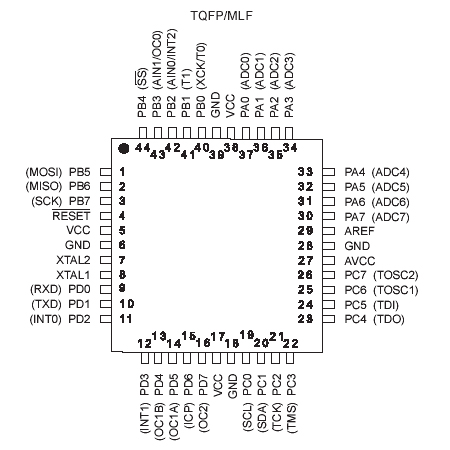 TQFP/MLF
PB4 (SS)
PB3 (AIN1/OC0)
PB2 (AIN0/INT2)
PB1 (T1)
PB0 (XCK/T0)
GND
VCC
PA0 (ADC0)
PA1 (ADC1)
PA2 (ADC2)
PA3 (ADC3)
44 43 42 41 40 39 38 37 36 35 34
(MOSI) PB5 1
(MISO) PB6 2
(SCK) PB7 3
RESET 4
VCC 5
GND 6
XTAL2 7
XTAL1 8
(RXD) PD0 9
(TXD) PD1 10
(INT0) PD2 11
33 PA4 (ADC4)
32 PA5 (ADC5)
31 PA6 (ADC6)
30 PA7 (ADC7)
29 AREF
28 GND
27 AVCC
26 PC7 (TOSC2)
25 PC6 (TOSC1)
24 PC5 (TDI)
23 PC4 (TDO)
12 13 14 15 16 17 18 19 20 21 22
(INT1) PD3
(OC1B) PD4
(OC1A) PD5
(ICP) PD6
(OC2) PD7
VCC
GND
(SCL) PC0
(SDA) PC1
(TCK) PC2
(TMS) PC3